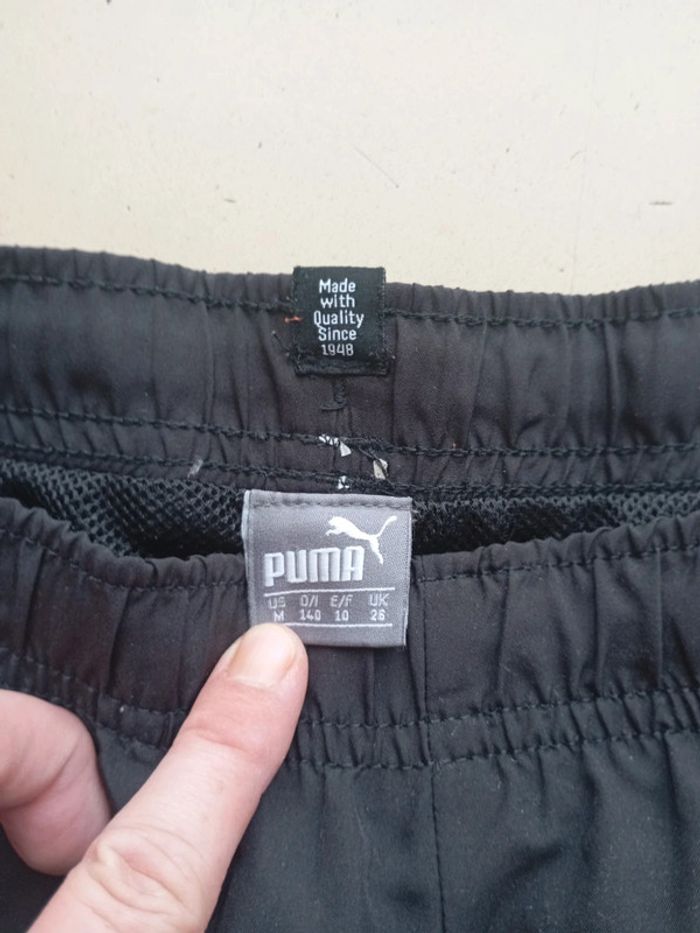 Made
with
Quality
Since
1948
PUMA
US D/I E/F UK
M 140 10 26